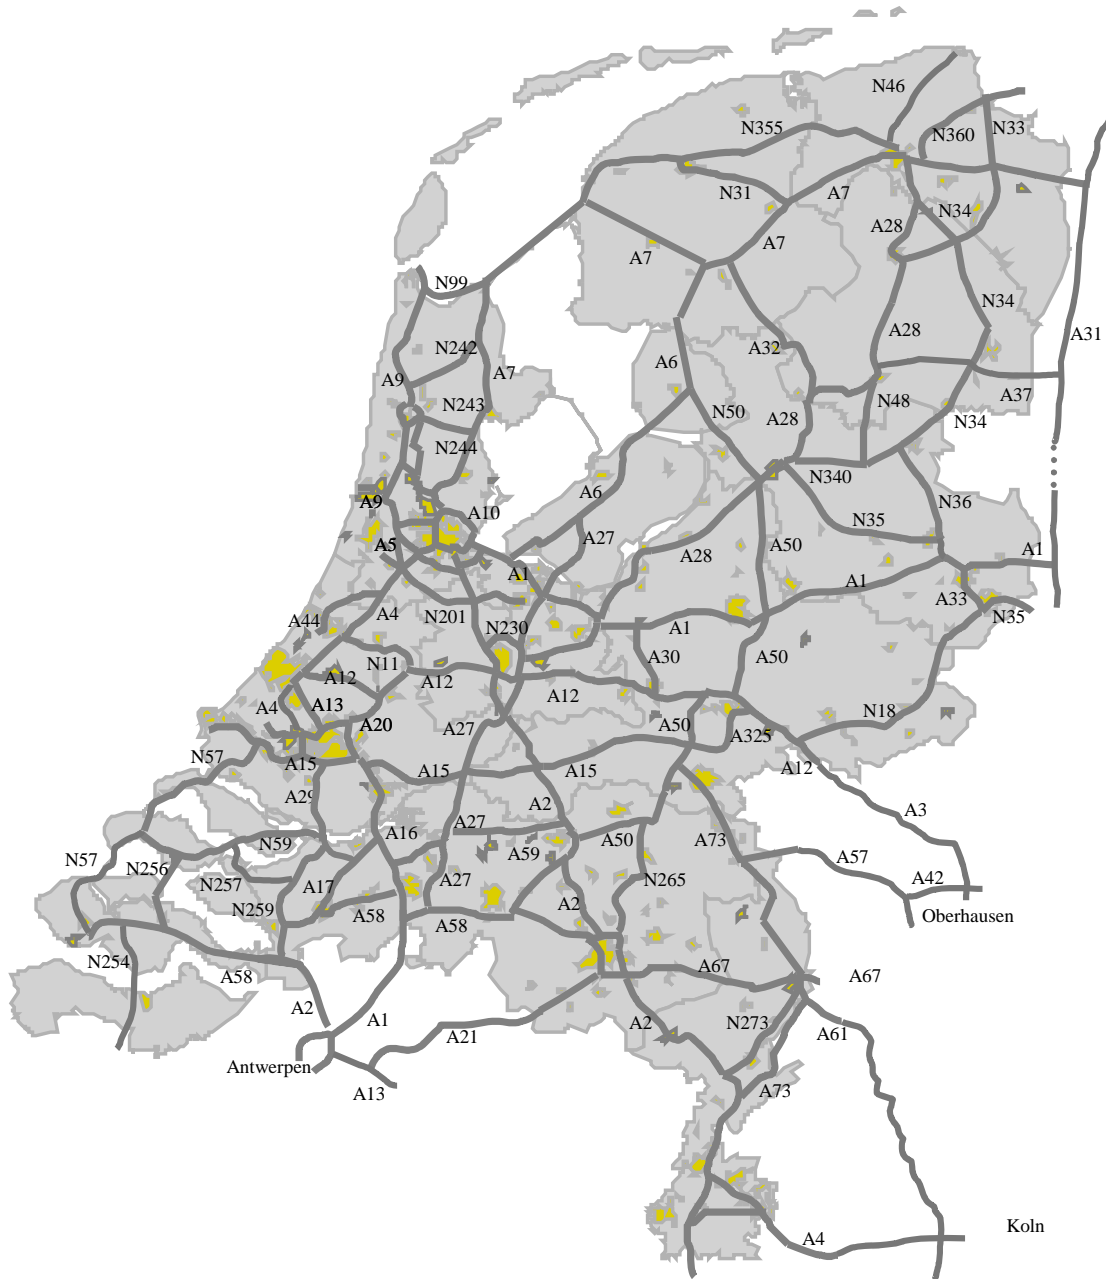 N46
N355
N360
N33
N31
A7
N34
A28
A7
A7
N99
N34
A31
A28
N242
A32
A6
A7
A9
A37
N48
N243
N50
A28
N34
N244
N340
A9
A6
N36
A10
N35
A27
A5
A28
A50
A1
A1
A1
A33
A4
N201
A44
N230
A1
N35
N11
A30
A50
A12
A12
A12
A4
A13
A20
A27
A50
A325
N18
N57
A15
A15
A15
A12
A29
A2
A3
A16
A27
A50
A73
N59
A59
A57
N57
N256
A42
N257
A17
A27
N265
N259
A58
A2
Oberhausen
A58
N254
A58
A67
A67
A2
A1
A2
N273
A61
A21
Antwerpen
A13
A73
Koln
A4